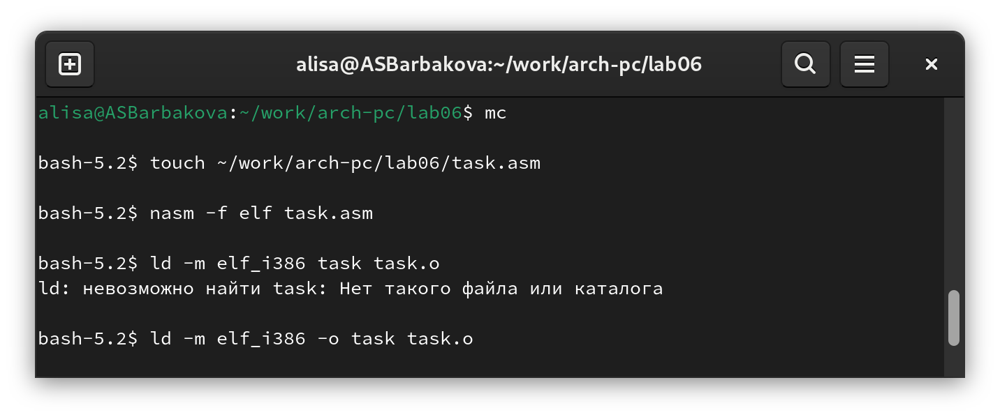 alisa@ASBarbakova:~/work/arch-pc/lab06
alisa@ASBarbakova:~/work/arch-pc/lab06$ mc
bash-5.2$ touch ~/work/arch-pc/lab06/task.asm
bash-5.2$ nasm -f elf task.asm
bash-5.2$ ld -m elf_i386 task task.o
ld: невозможно найти task: Нет такого файла или каталога
bash-5.2$ ld -m elf_i386 -o task task.o